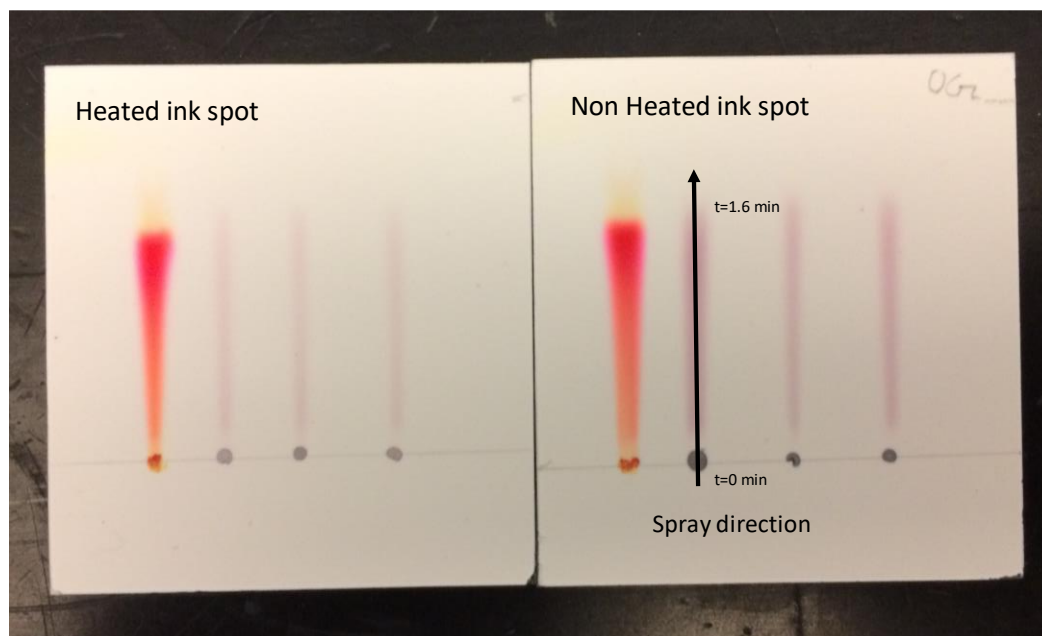 Heated ink spot
Non Heated ink spot
t=1.6 min
t=0 min
Spray direction